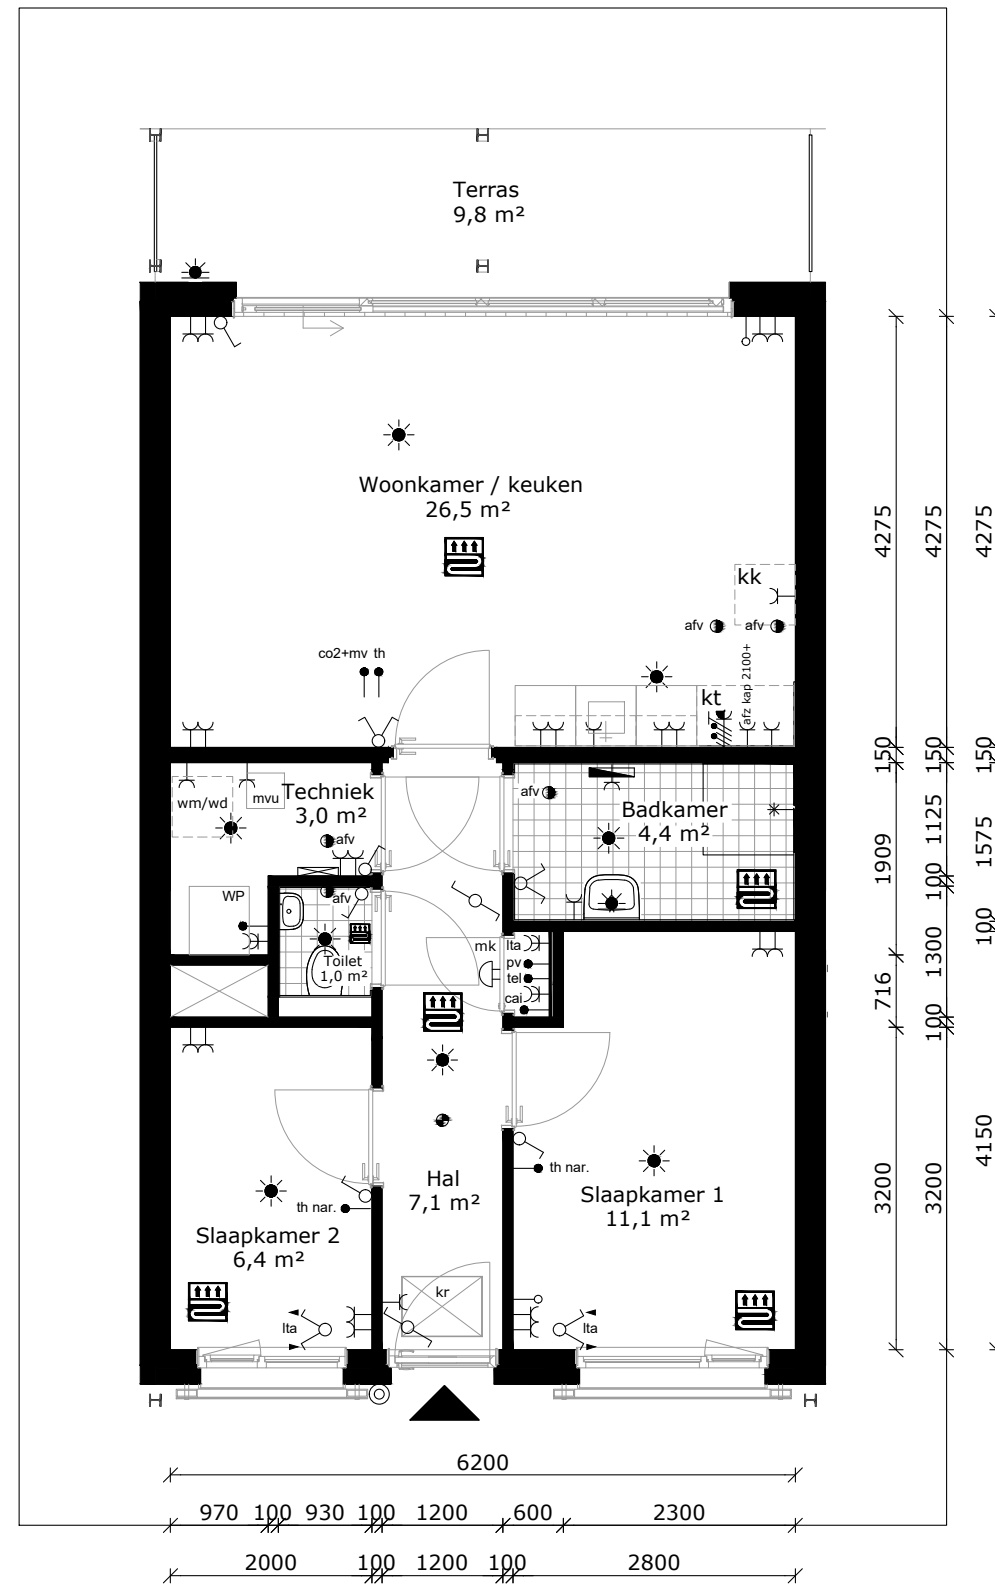 Terras
9,8 m²
Woonkamer / keuken
26,5 m²
kk
afv afv
afz kap 2100+
co2+mv th
kt
wm/wd
mvu
Techniek
3,0 m²
afv
afv
Badkamer
4,4 m²
WP
afv
Toilet
1,0 m²
mk
lta
pv
tel
cai
th nar.
Hal
7,1 m²
Slaapkamer 1
11,1 m²
th nar.
Slaapkamer 2
6,4 m²
kr
lta
lta
4275
150
1909
716
3200
4275
150
1125
100
1300
100
3200
4275
150
1575
100
4150
6200
970 100 930 100 1200 600 2300
2000 100 1200 100 2800